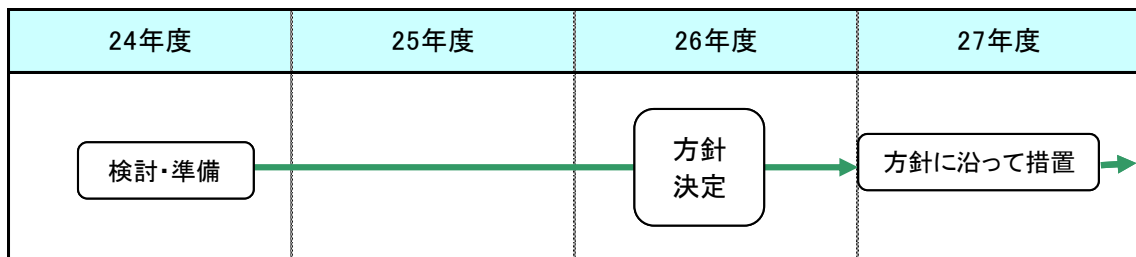 24年度
25年度
26年度
27年度
検討・準備
方針
決定
方針に沿って措置